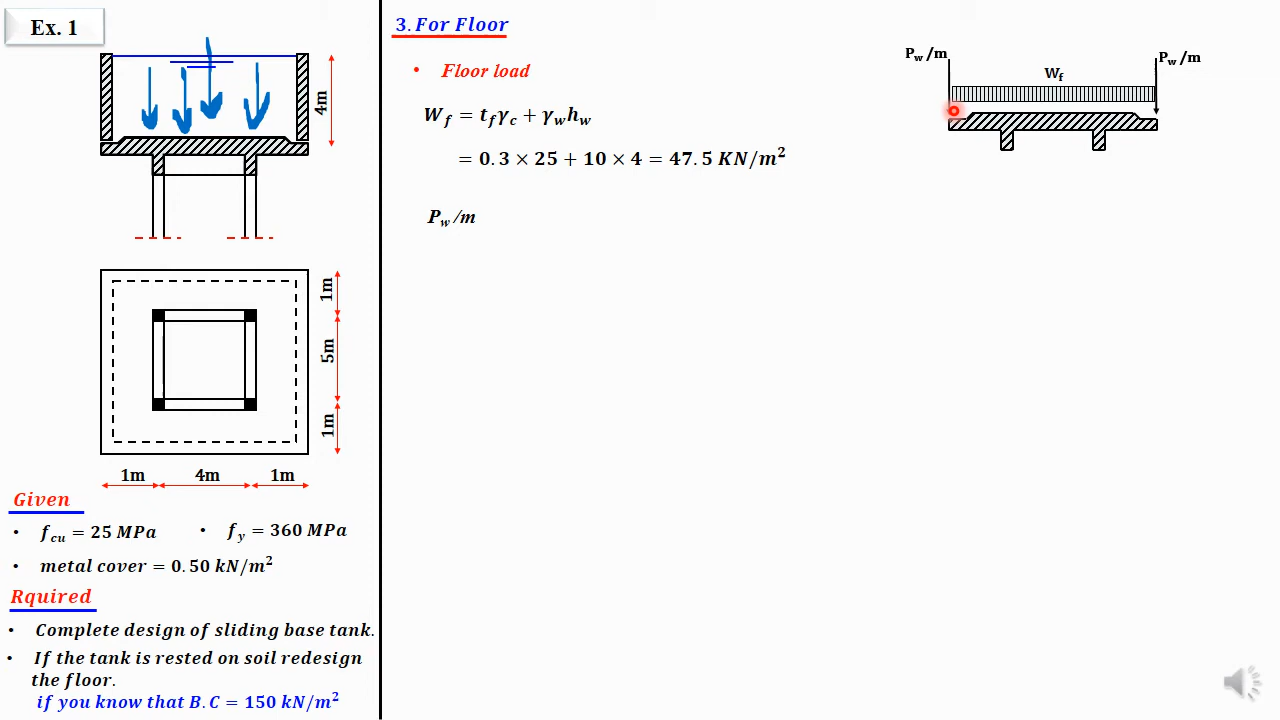 Ex. 1
4m
1m
5m
1m
1m
4m
1m
Given
• f_cu = 25 MPa
• f_y = 360 MPa
• metal cover = 0.50 kN/m²
Rquired
• Complete design of sliding base tank.
• If the tank is rested on soil redesign
the floor.
if you know that B.C = 150 kN/m²
3. For Floor
• Floor load
W_f = t_f γ_c + γ_w h_w
= 0.3 × 25 + 10 × 4 = 47.5 KN/m²
P_w/m
P_w/m
W_f
P_w/m